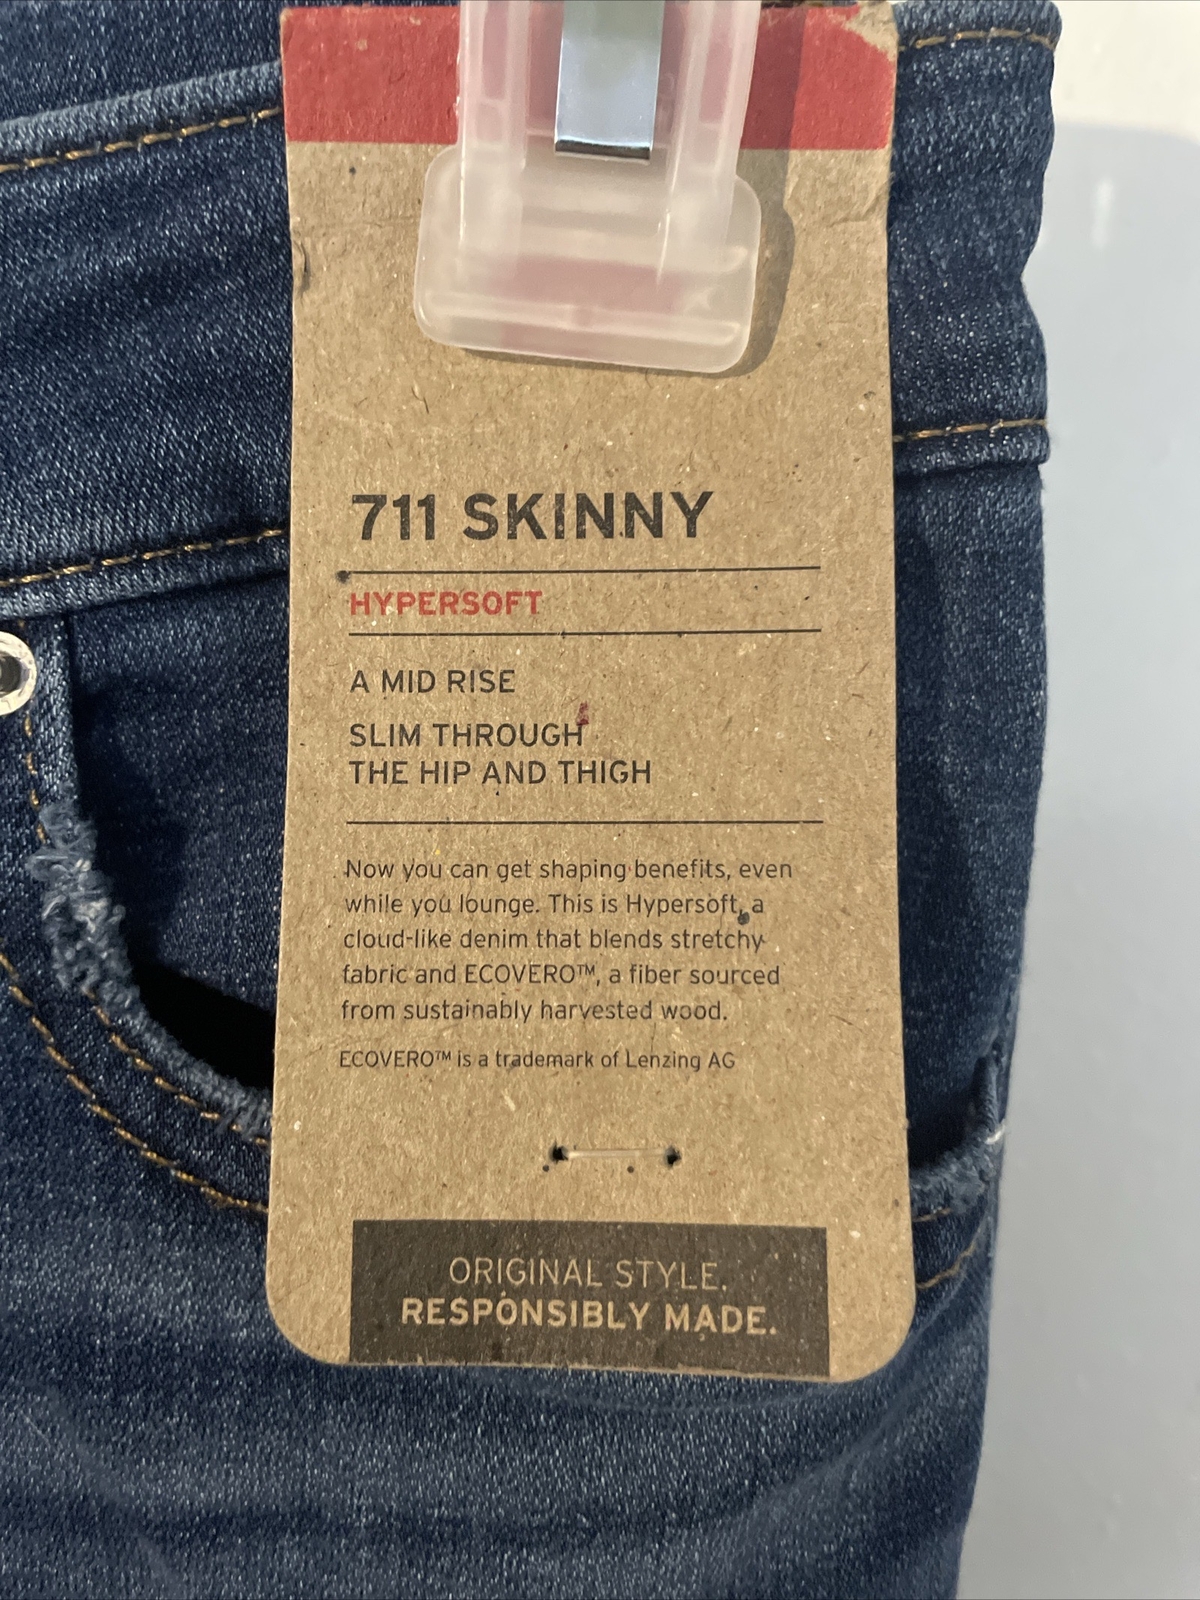 711 SKINNY
HYPERSOFT
A MID RISE
SLIM THROUGH
THE HIP AND THIGH
Now you can get shaping benefits, even
while you lounge. This is Hypersoft, a
cloud-like denim that blends stretchy
fabric and ECOVERO™, a fiber sourced
from sustainably harvested wood.
ECOVERO™ is a trademark of Lenzing AG
ORIGINAL STYLE.
RESPONSIBLY MADE.